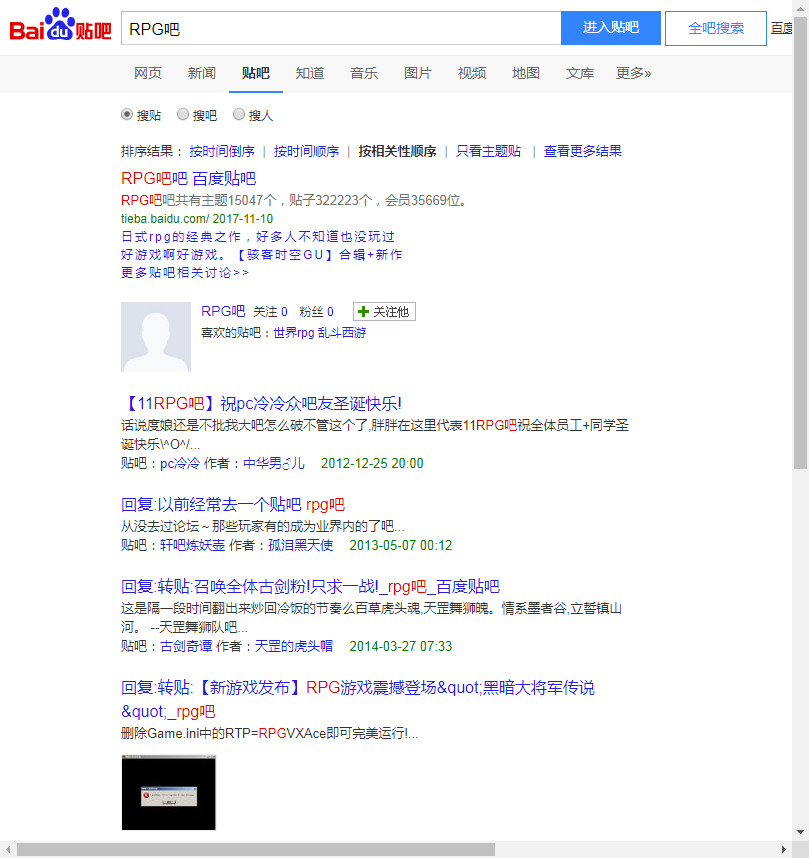 Bai du 贴吧 RPG吧 进入贴吧 全吧搜索 百度
网页 新闻 贴吧 知道 音乐 图片 视频 地图 文库 更多»
搜贴 搜吧 搜人
排序结果： 按时间倒序 | 按时间顺序 | 按相关性顺序 | 只看主题贴 | 查看更多结果
RPG吧吧 百度贴吧
RPG吧吧共有主题15047个，贴子322223个，会员35669位。
tieba.baidu.com/ 2017-11-10
日式rpg的经典之作，好多人不知道也没玩过
好游戏啊好游戏。【骇客时空GU】合辑+新作
更多贴吧相关讨论>>
RPG吧 关注 0 粉丝 0 关注他
喜欢的贴吧：世界rpg 乱斗西游
【11RPG吧】祝pc冷冷众吧友圣诞快乐!
话说度娘还是不批我大吧怎么破不管这个了,胖胖在这里代表11RPG吧祝全体员工+同学圣
诞快乐\^O^/...
贴吧：pc冷冷 作者：中华男ぞ儿 2012-12-25 20:00
回复:以前经常去一个贴吧 rpg吧
从没去过论坛～那些玩家有的成为业界内的了吧...
贴吧：轩吧炼妖壶 作者：孤泪黑天使 2013-05-07 00:12
回复:转贴:召唤全体古剑粉!只求一战!_rpg吧_百度贴吧
这是隔一段时间翻出来炒回冷饭的节奏么百草虎头魂,天罡舞狮魄。情系墨者谷,立誓镇山
河。 --天罡舞狮队吧...
贴吧：古剑奇谭 作者：天罡的虎头帽 2014-03-27 07:33
回复:转贴:【新游戏发布】RPG游戏震撼登场&quot;黑暗大将军传说
&quot;_rpg吧
删除Game.ini中的RTP=RPGVXAce即可完美运行!...